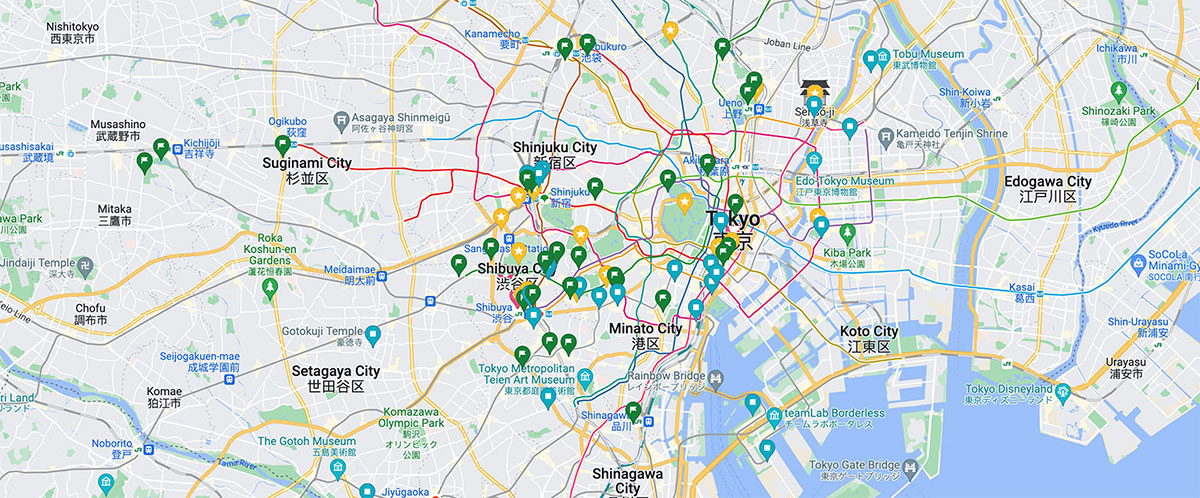 Nishitokyo
西東京市
Kanamecho
要町
池袋
Joban Line
Tobu Museum
東武博物館
Ichikawa
市川
Shin-Koiwa
新小岩
Shinozaki Park
篠崎公園
Musashino
武蔵野市
Ogikubo
荻窪
Asagaya Shinmeigū
阿佐ヶ谷神明宮
Ueno
上野
浅草寺
Kameido Tenjin Shrine
亀戸天神社
Kichijōji
吉祥寺
武蔵境
Suginami City
杉並区
Shinjuku City
新宿区
Edo-Tokyo Museum
江戸東京博物館
Edogawa City
江戸川区
Shinjuku
新宿
Mitaka
三鷹市
Tokyo
東京
Kyuedo River
Roka
Koshun-en
Gardens
蘆花恒春園
Kiba Park
木場公園
Jindaiji Temple
深大寺
Meidaimae
明大前
Shibuya City
渋谷区
SoCoLa
Minami-Gy
SOCOLA 南行
Kasai
葛西
Chofu
調布市
Keio Line
Shibuya
渋谷
Gotokuji Temple
豪徳寺
Minato City
港区
Koto City
江東区
Shin-Urayasu
新浦安
Seijogakuen-mae
成城学園前
Setagaya City
世田谷区
Tokyo Metropolitan
Teien Art Museum
Rainbow Bridge
レインボーブリッジ
Urayasu
浦安市
Komae
狛江市
Tokyo Disneyland
東京ディズニーランド
Komazawa
Olympic Park
駒沢
オリンピック
公園
Shinagawa
品川
teamLab Borderless
チームラボボーダレス
Noborito
登戸
Tama River
The Gotoh Museum
五島美術館
Tokyo Gate Bridge
東京ゲートブリッジ
Shinagawa
City
Jiyūgaoka